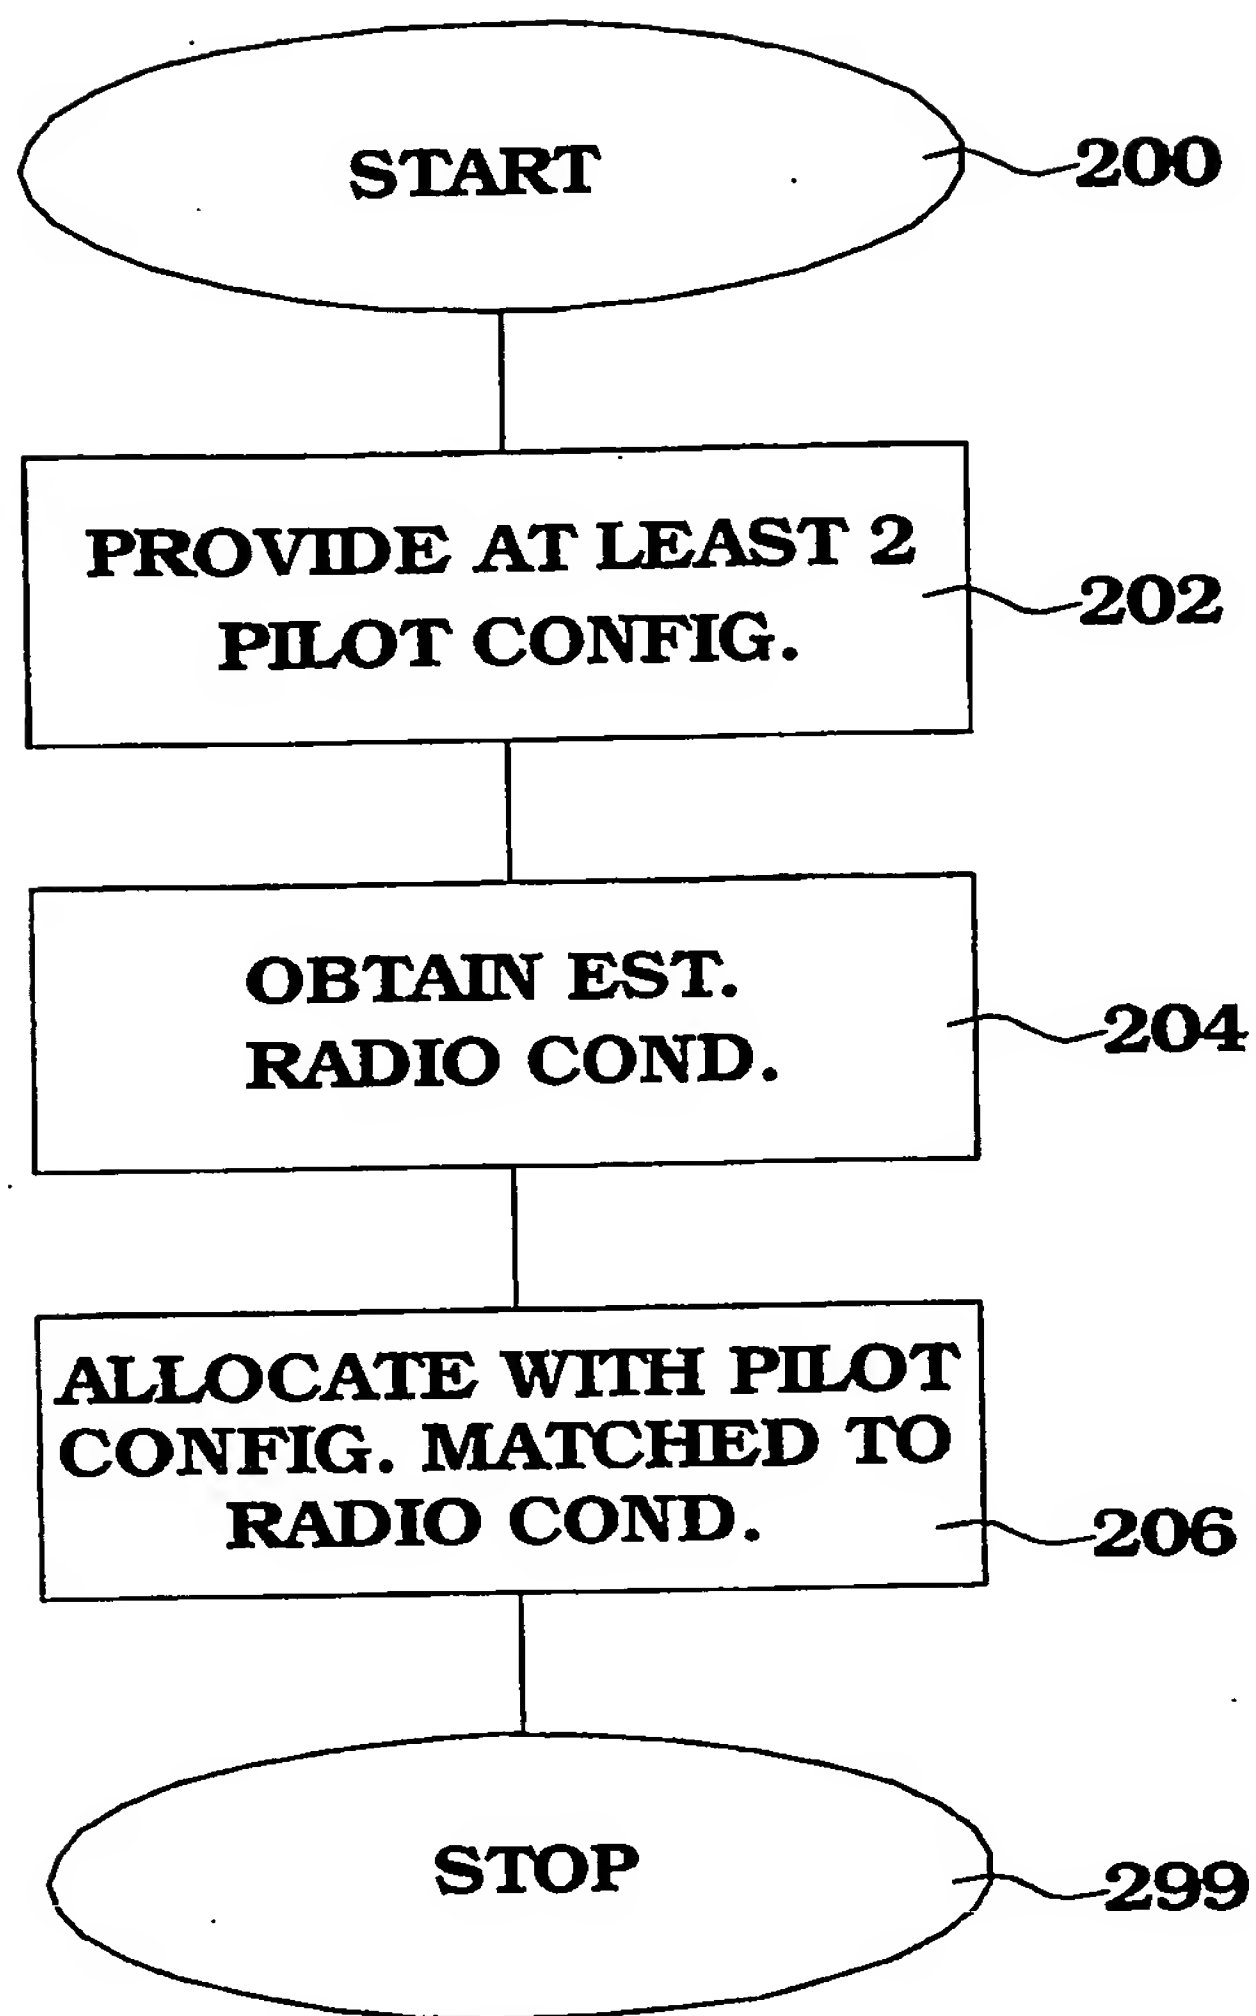 START
200
PROVIDE AT LEAST 2
PILOT CONFIG.
202
OBTAIN EST.
RADIO COND.
204
ALLOCATE WITH PILOT
CONFIG. MATCHED TO
RADIO COND.
206
STOP
299